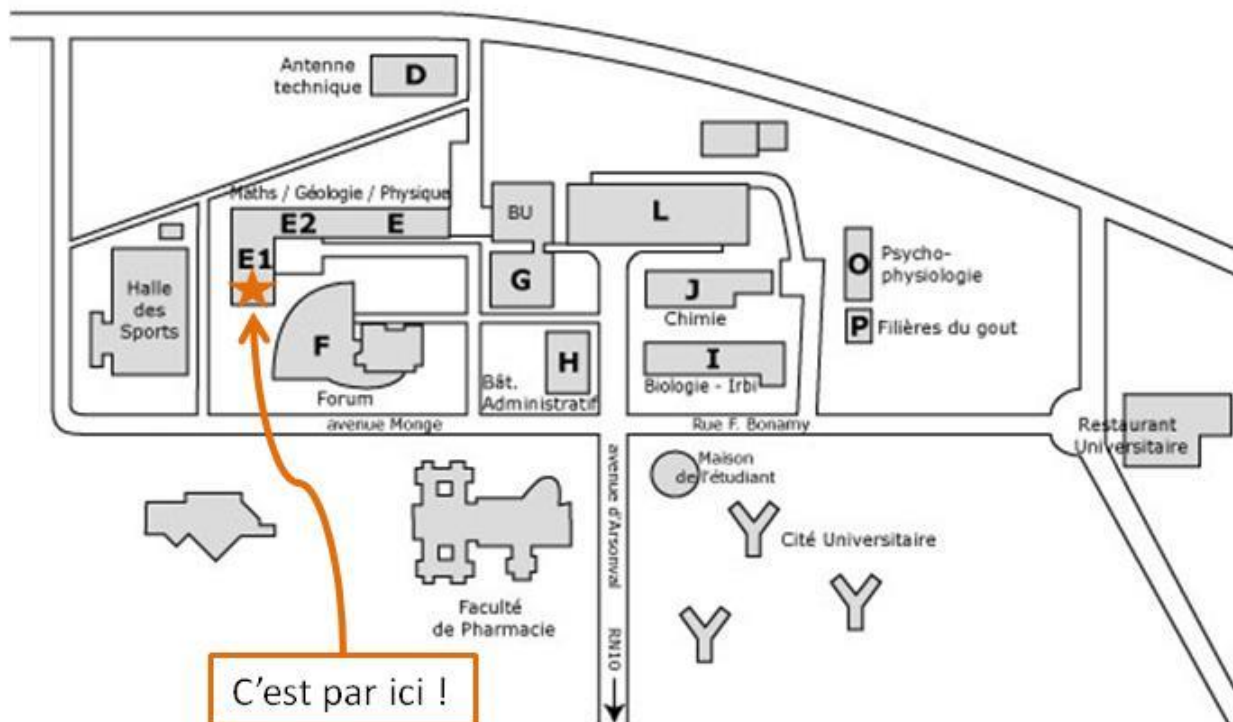 Antenne
technique
D
Maths / Géologie / Physique
E2
E
BU
L
E1
G
J
Chimie
O
Psycho-
physiologie
P
Filières du gout
Halle
des
Sports
F
Forum
H
Bât.
Administratif
I
Biologie - Irbi
avenue Monge
Rue F. Bonamy
Restaurant
Universitaire
avenue d'Arsonval
RN10
Maison
de l'étudiant
Cité Universitaire
Faculté
de Pharmacie
C'est par ici !